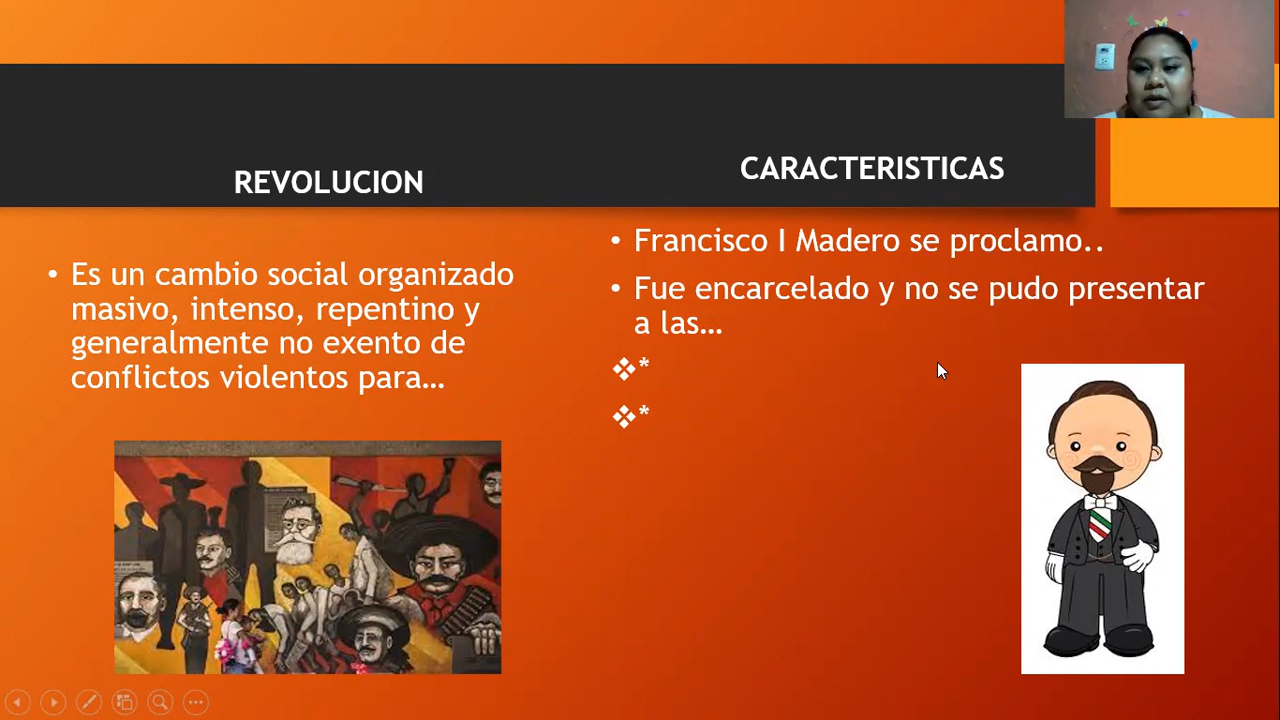 REVOLUCION
• Es un cambio social organizado
masivo, intenso, repentino y
generalmente no exento de
conflictos violentos para…
CARACTERISTICAS
• Francisco I Madero se proclamo..
• Fue encarcelado y no se pudo presentar
a las…
❖*
❖*